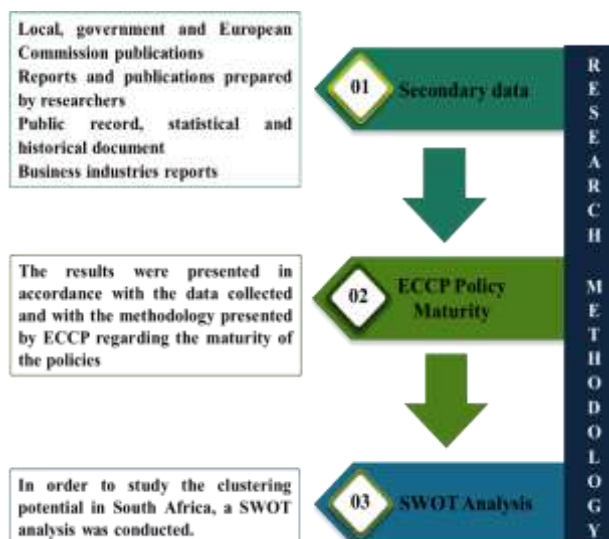 Local, government and European
Commission publications
Reports and publications prepared
by researchers
Public record, statistical and
historical document
Business industries reports
01
Secondary data
The results were presented in
accordance with the data collected
and with the methodology presented
by ECCP regarding the maturity of
the policies
02
ECCP Policy
Maturity
In order to study the clustering
potential in South Africa, a SWOT
analysis was conducted.
03
SWOT Analysis
RESEARCH METHODOLOGY